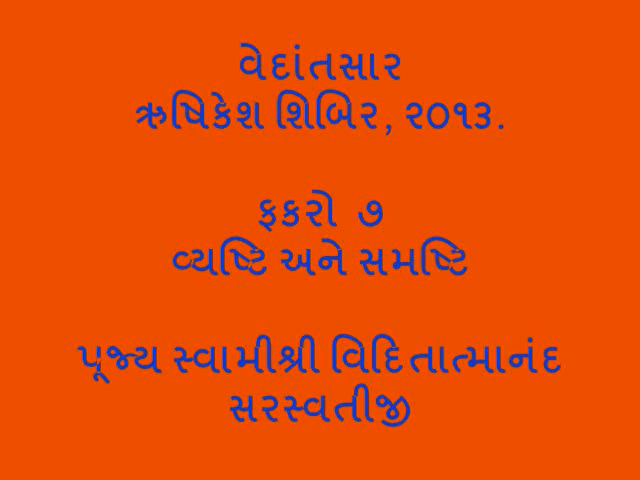 વેદાંતસાર
ઋષિકેશ શિબિર, ૨૦૧૩.
ફકરો ૭
વ્યષ્ટિ અને સમષ્ટિ
પૂજ્ય સ્વામીશ્રી વિદિતાત્માનંદ
સરસ્વતીજી